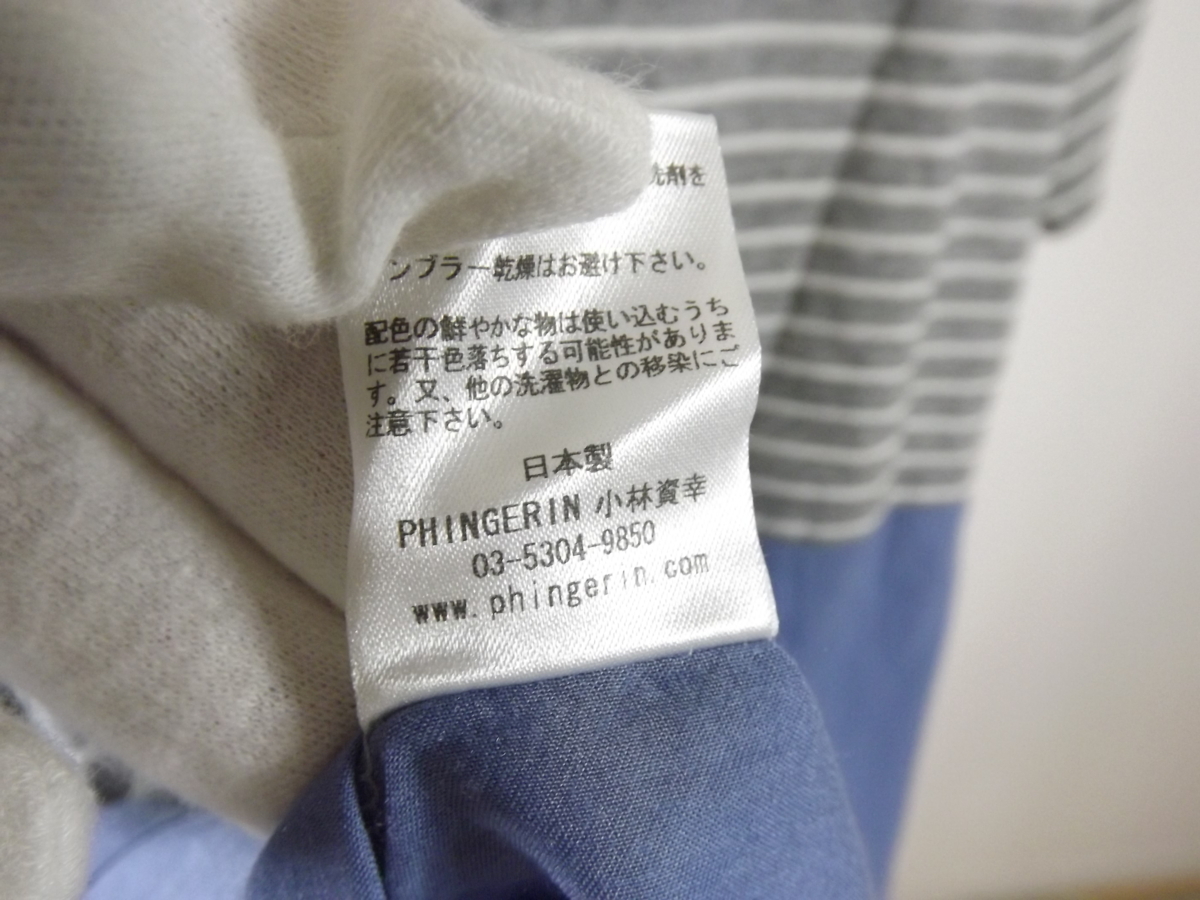 洗剤を
ンブラー乾燥はお避け下さい。
配色の鮮やかな物は使い込むうち
に若干色落ちする可能性がありま
す。又、他の洗濯物との移染にご
注意下さい。
日本製
PHINGERIN 小林資幸
03-5304-9850
www.phingerin.com